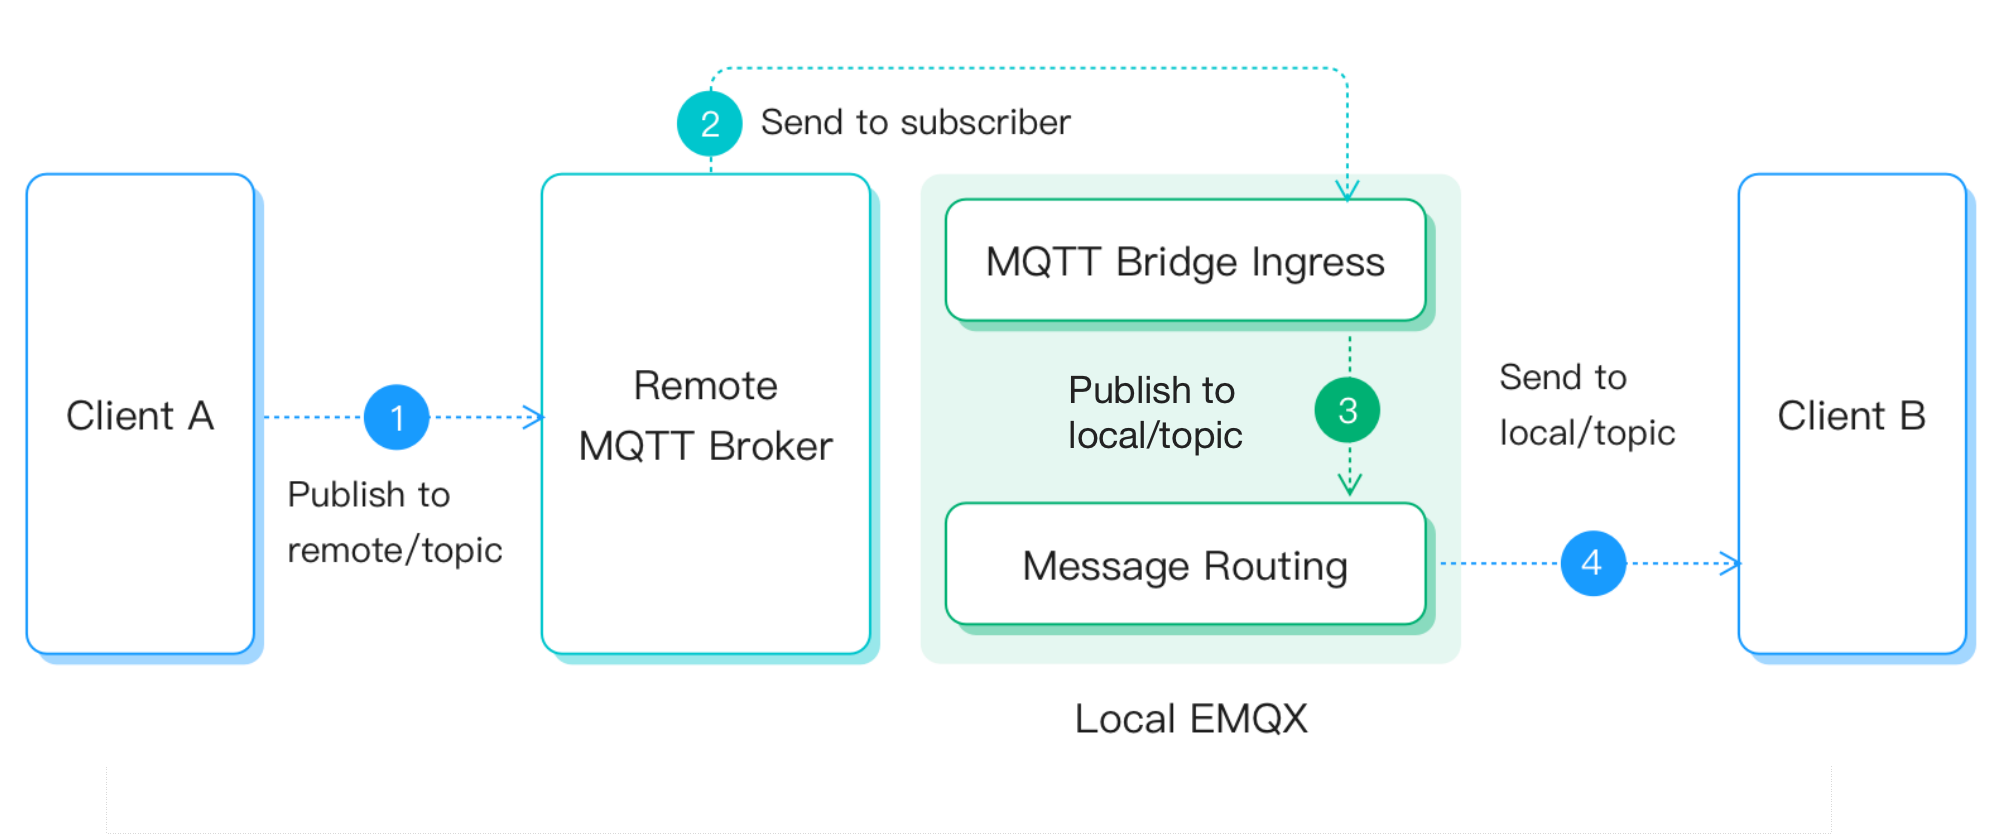 2
Send to subscriber
Client A
1
Publish to
remote/topic
Remote
MQTT Broker
MQTT Bridge Ingress
Publish to
local/topic
3
Message Routing
Local EMQX
Send to
local/topic
4
Client B